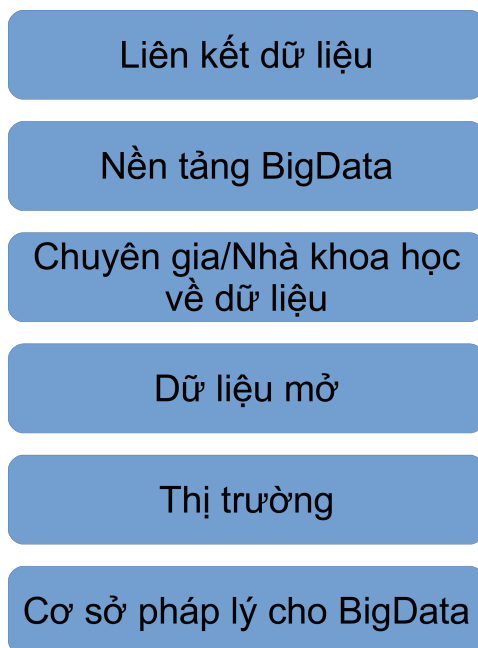 Liên kết dữ liệu
Nền tảng BigData
Chuyên gia/Nhà khoa học
về dữ liệu
Dữ liệu mở
Thị trường
Cơ sở pháp lý cho BigData